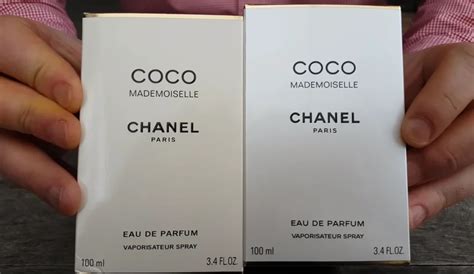 COCO
MADEMOISELLE
CHANEL
PARIS
EAU DE PARFUM
VAPORISATEUR SPRAY
100 ml 3.4 FL.OZ.
COCO
MADEMOISELLE
CHANEL
PARIS
EAU DE PARFUM
VAPORISATEUR SPRAY
100 ml 3.4 FL.OZ.